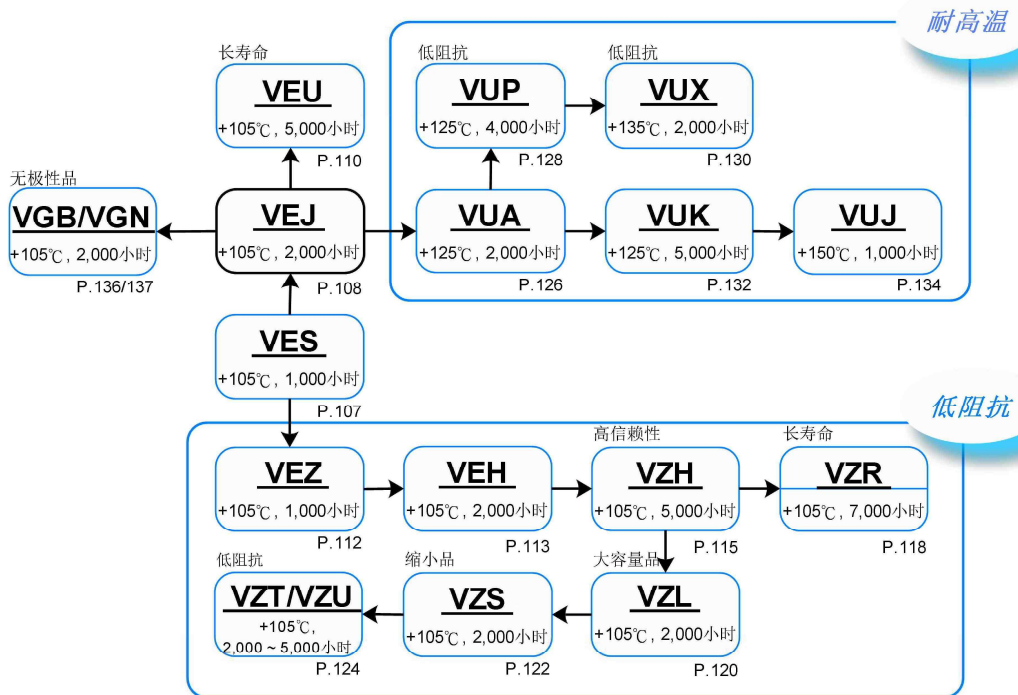 耐高温
长寿命
VEU
+105℃, 5,000小时
P.110
低阻抗
VUP
+125℃, 4,000小时
P.128
低阻抗
VUX
+135℃, 2,000小时
P.130
无极性品
VGB/VGN
+105℃, 2,000小时
P.136/137
VEJ
+105℃, 2,000小时
P.108
VUA
+125℃, 2,000小时
P.126
VUK
+125℃, 5,000小时
P.132
VUJ
+150℃, 1,000小时
P.134
VES
+105℃, 1,000小时
P.107
低阻抗
VEZ
+105℃, 1,000小时
P.112
VEH
+105℃, 2,000小时
P.113
高信赖性
VZH
+105℃, 5,000小时
P.115
长寿命
VZR
+105℃, 7,000小时
P.118
低阻抗
VZT/VZU
+105℃,
2,000~5,000小时
P.124
缩小品
VZS
+105℃, 2,000小时
P.122
大容量品
VZL
+105℃, 2,000小时
P.120